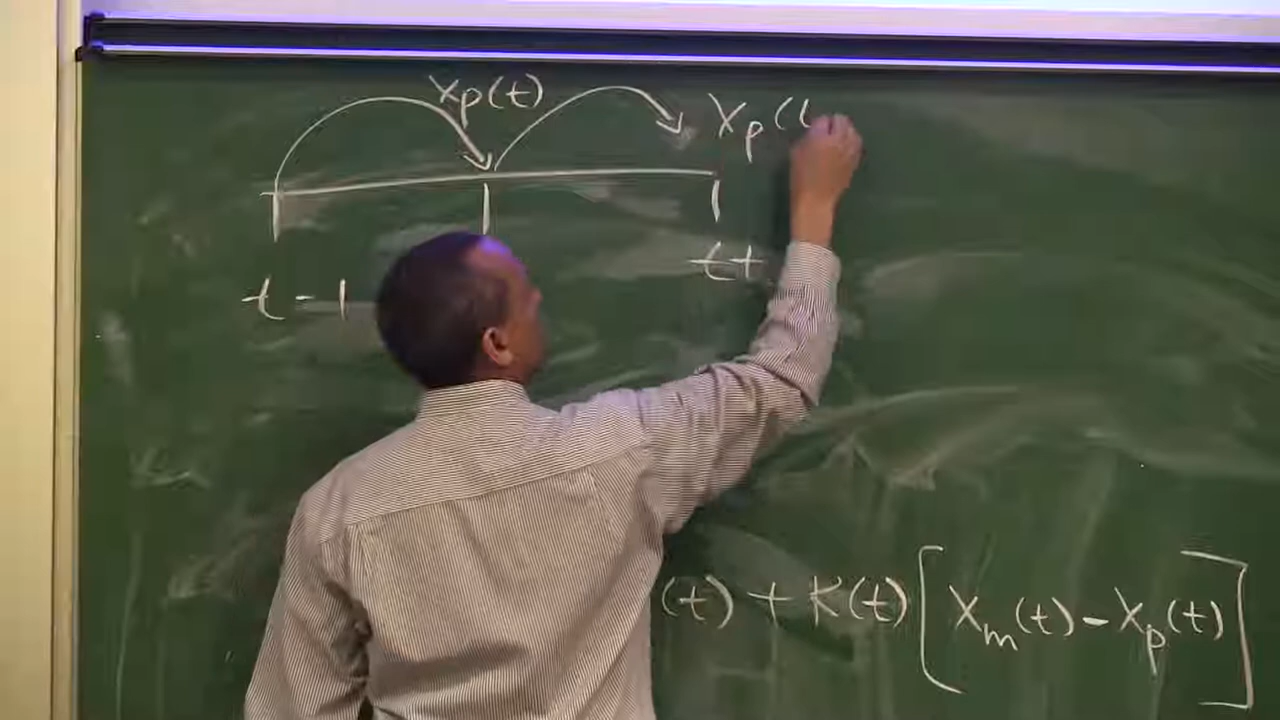 Xp(t) Xp(t
t-1 t+
(t) + K(t) [Xm(t) - Xp(t)]